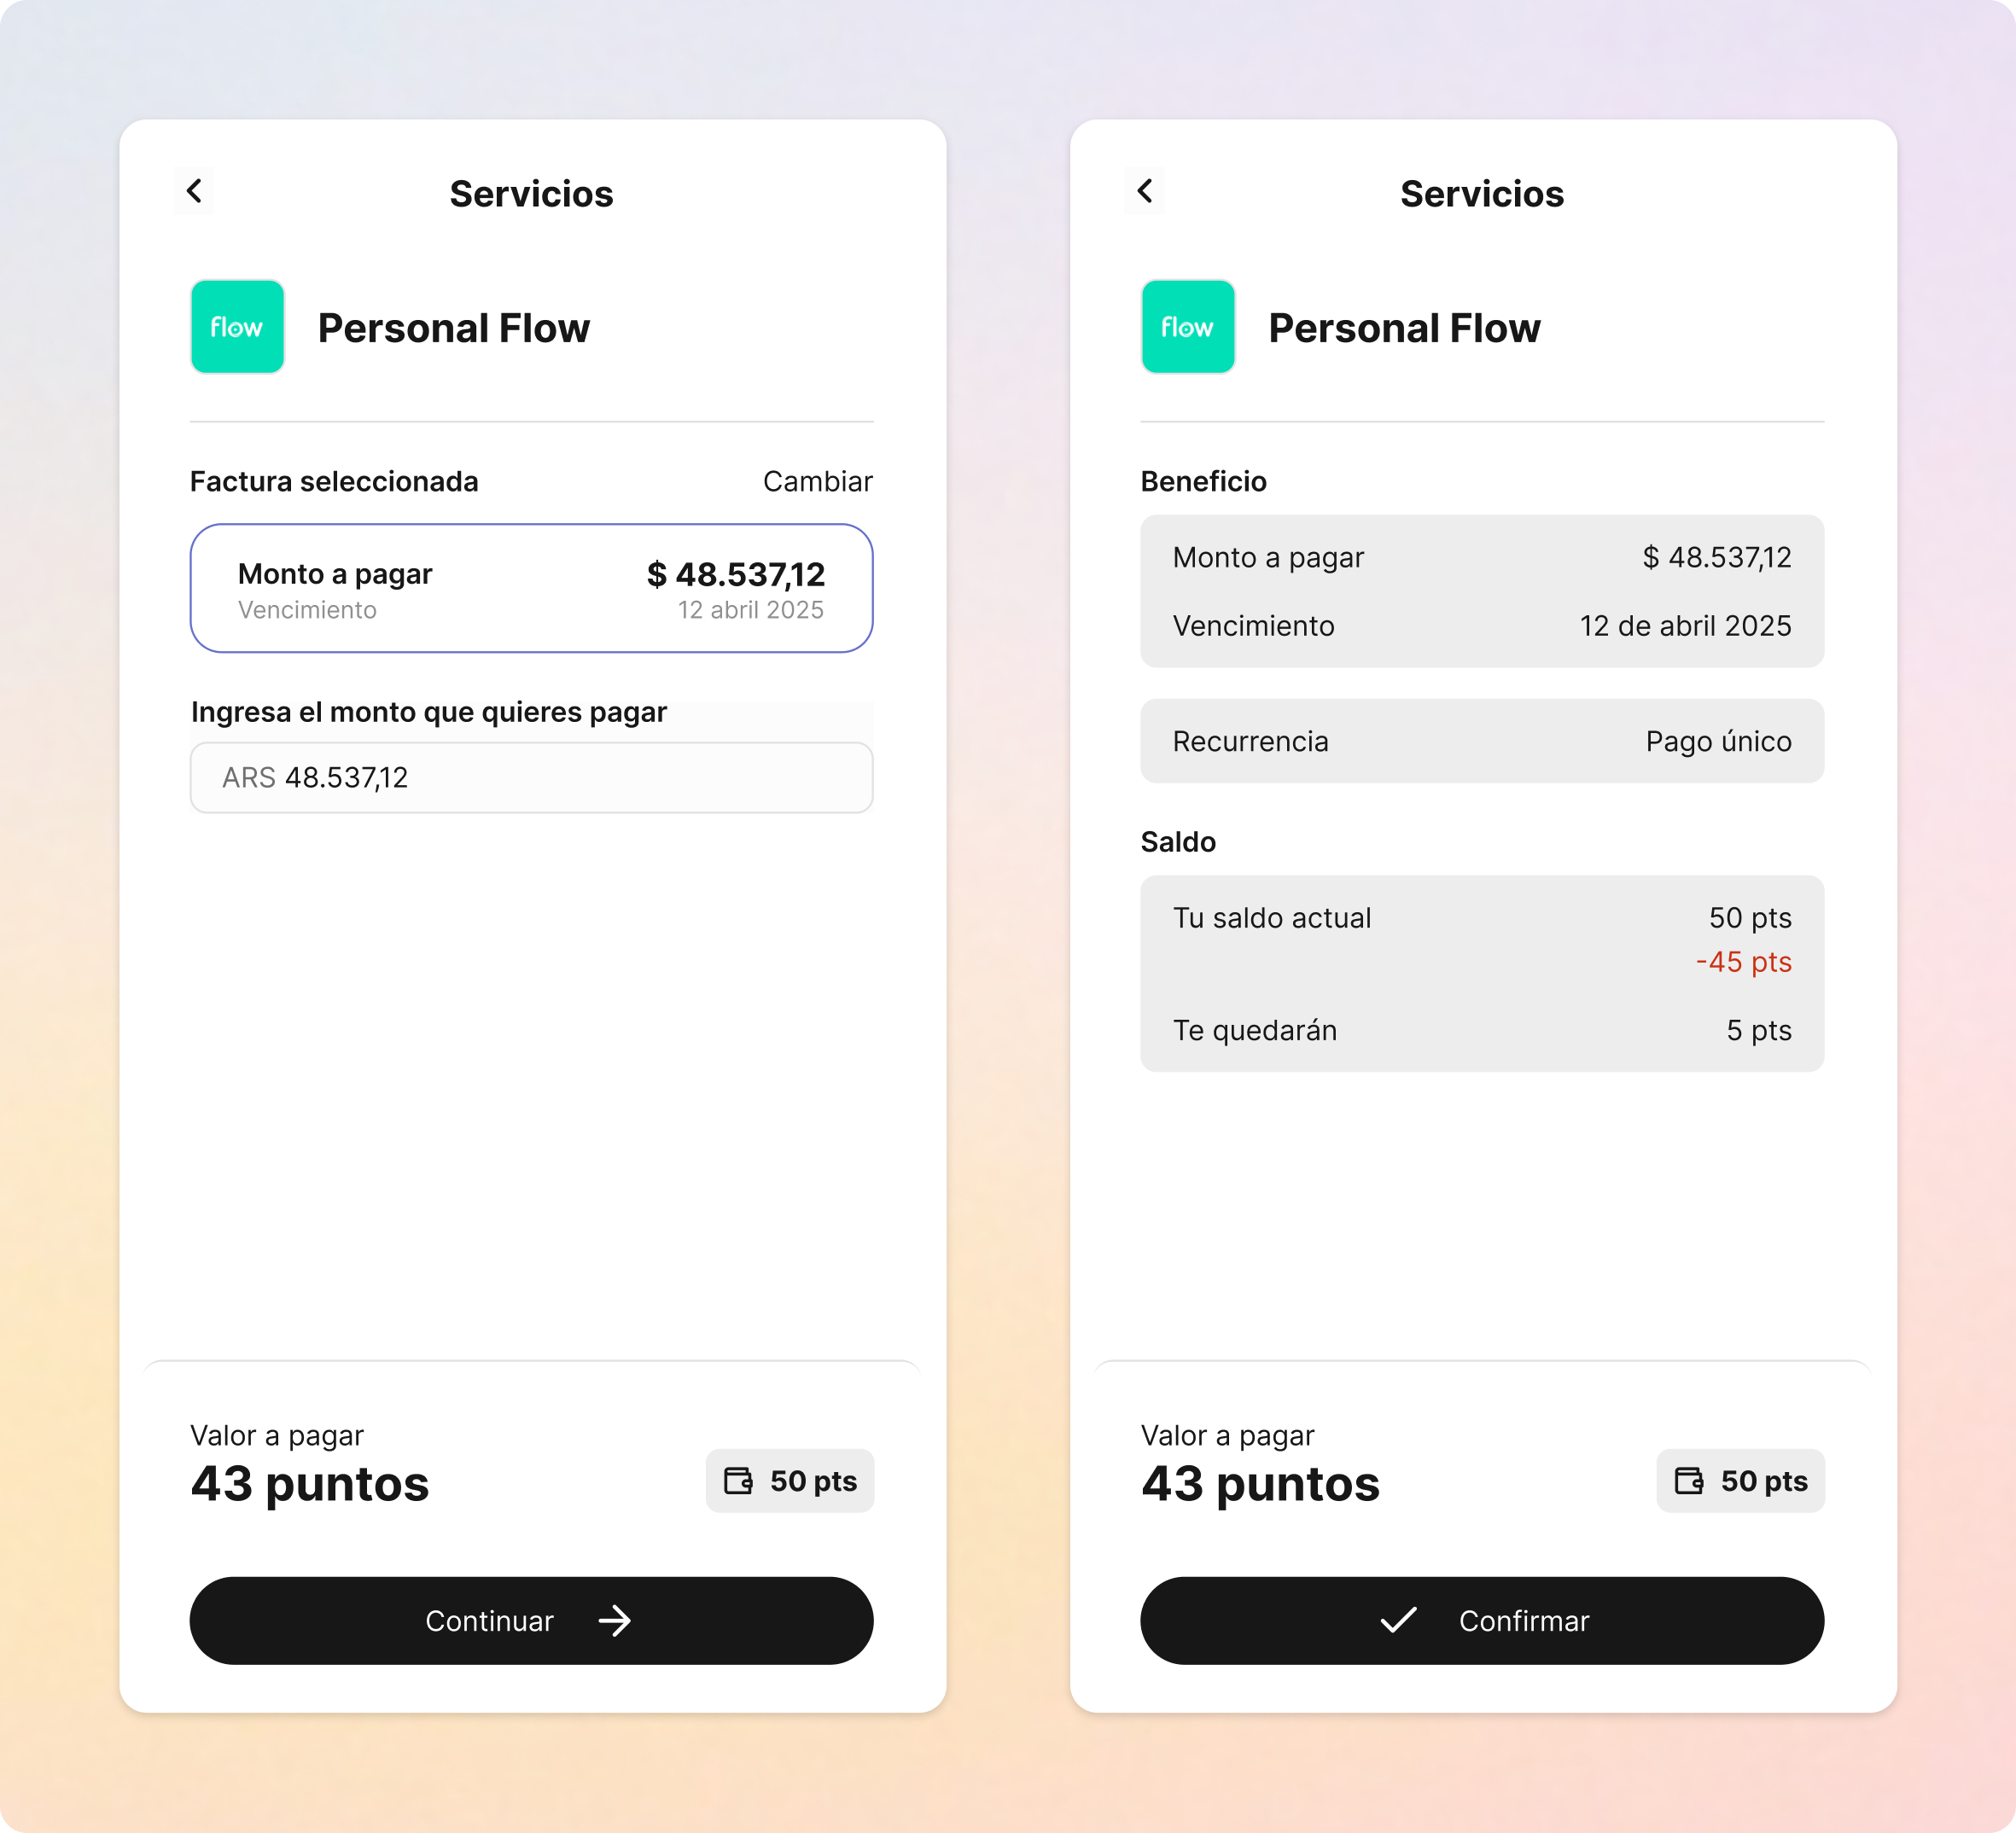 Servicios
flow
Personal Flow
Factura seleccionada
Cambiar
Monto a pagar
$ 48.537,12
Vencimiento
12 abril 2025
Ingresa el monto que quieres pagar
ARS 48.537,12
Valor a pagar
43 puntos
50 pts
Continuar
Servicios
flow
Personal Flow
Beneficio
Monto a pagar
$ 48.537,12
Vencimiento
12 de abril 2025
Recurrencia
Pago único
Saldo
Tu saldo actual
50 pts
-45 pts
Te quedarán
5 pts
Valor a pagar
43 puntos
50 pts
Confirmar